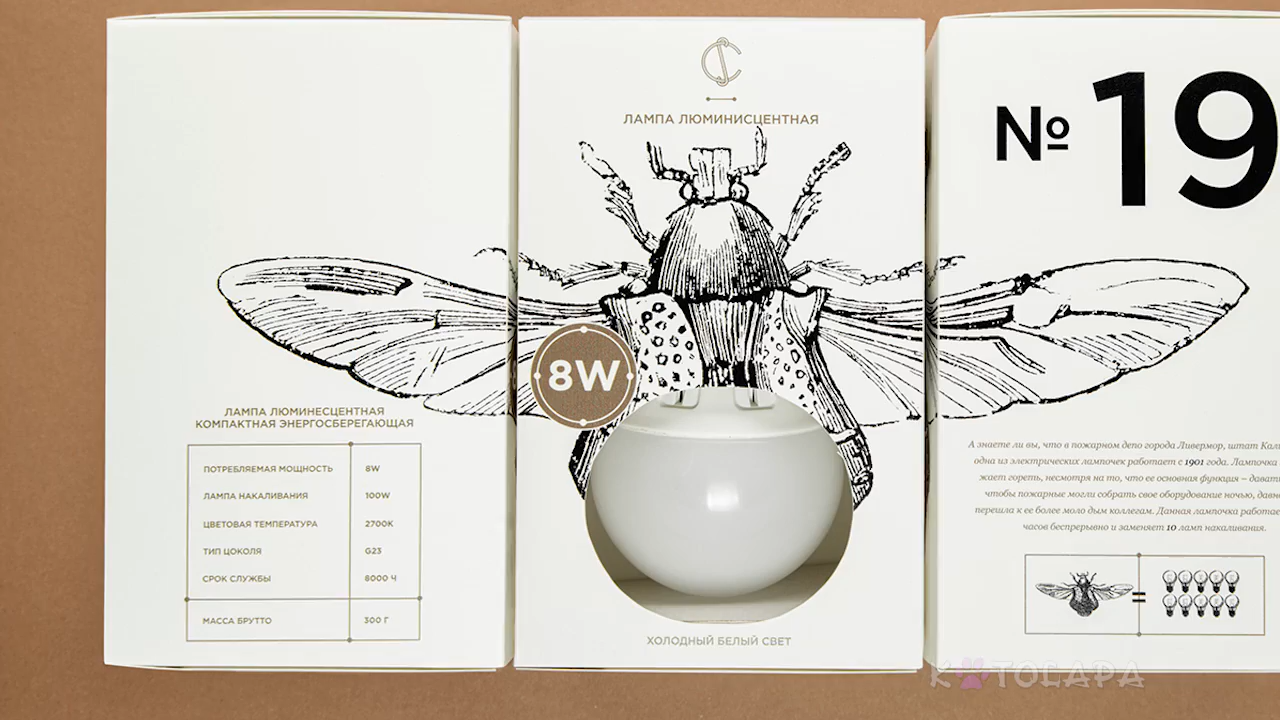 ЛАМПА ЛЮМИНЕСЦЕНТНАЯ
КОМПАКТНАЯ ЭНЕРГОСБЕРЕГАЮЩАЯ
ПОТРЕБЛЯЕМАЯ МОЩНОСТЬ 8W
ЛАМПА НАКАЛИВАНИЯ 100W
ЦВЕТОВАЯ ТЕМПЕРАТУРА 2700K
ТИП ЦОКОЛЯ G23
СРОК СЛУЖБЫ 8000 Ч
МАССА БРУТТО 300 Г
ЛАМПА ЛЮМИНИСЦЕНТНАЯ
8W
ХОЛОДНЫЙ БЕЛЫЙ СВЕТ
№ 19
А знаете ли вы, что в пожарном депо города Ливермор, штат Кали
одна из электрических лампочек работает с 1901 года. Лампочка
жает гореть, несмотря на то, что ее основная функция – давать
чтобы пожарные могли собрать свое оборудование ночью, давно
перешла к ее более моло дым коллегам. Данная лампочка работае
часов беспрерывно и заменяет 10 ламп накаливания.
=
КОТОСАРА